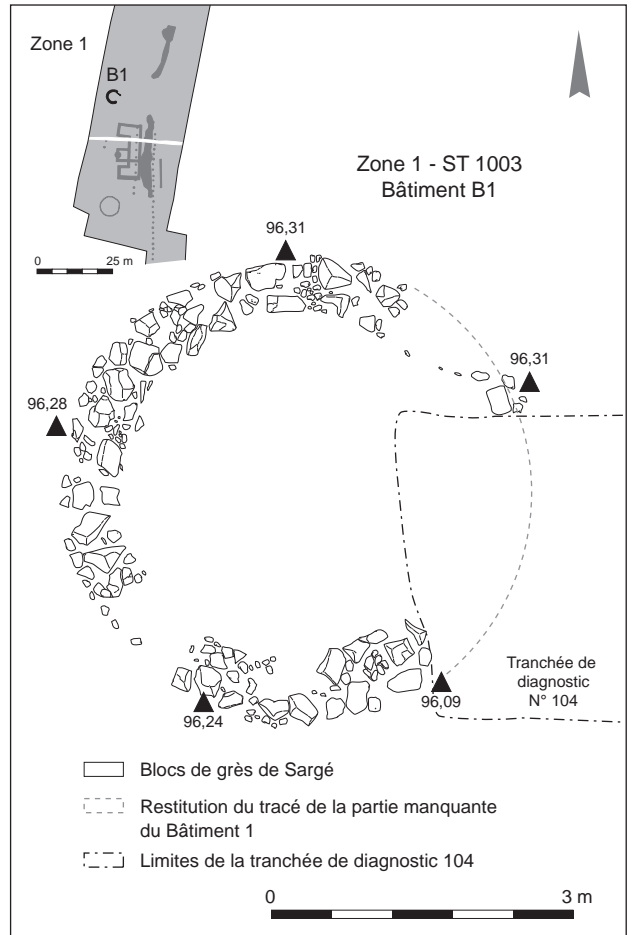 Zone 1
B1
0 25 m
Zone 1 - ST 1003
Bâtiment B1
96,31
96,31
96,28
96,24
96,09
Tranchée de
diagnostic
N° 104
Blocs de grès de Sargé
Restitution du tracé de la partie manquante
du Bâtiment 1
Limites de la tranchée de diagnostic 104
0 3 m